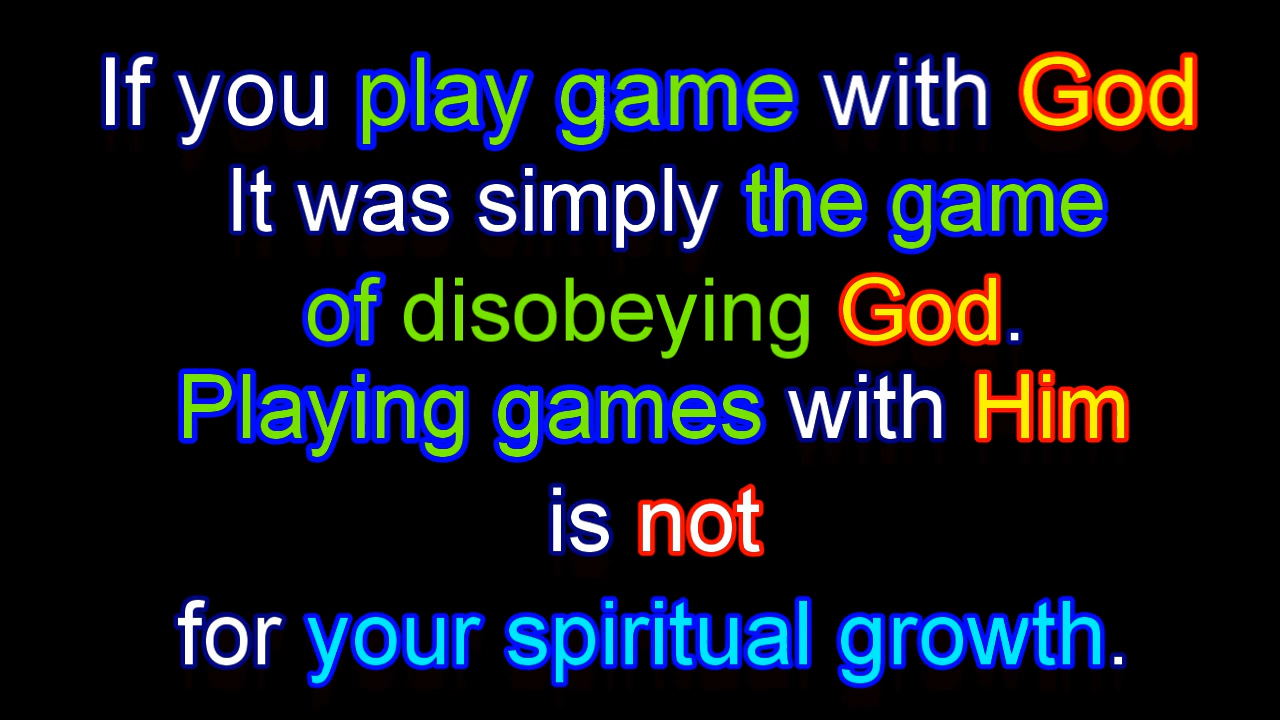 If you play game with God
It was simply the game
of disobeying God.
Playing games with Him
is not
for your spiritual growth.